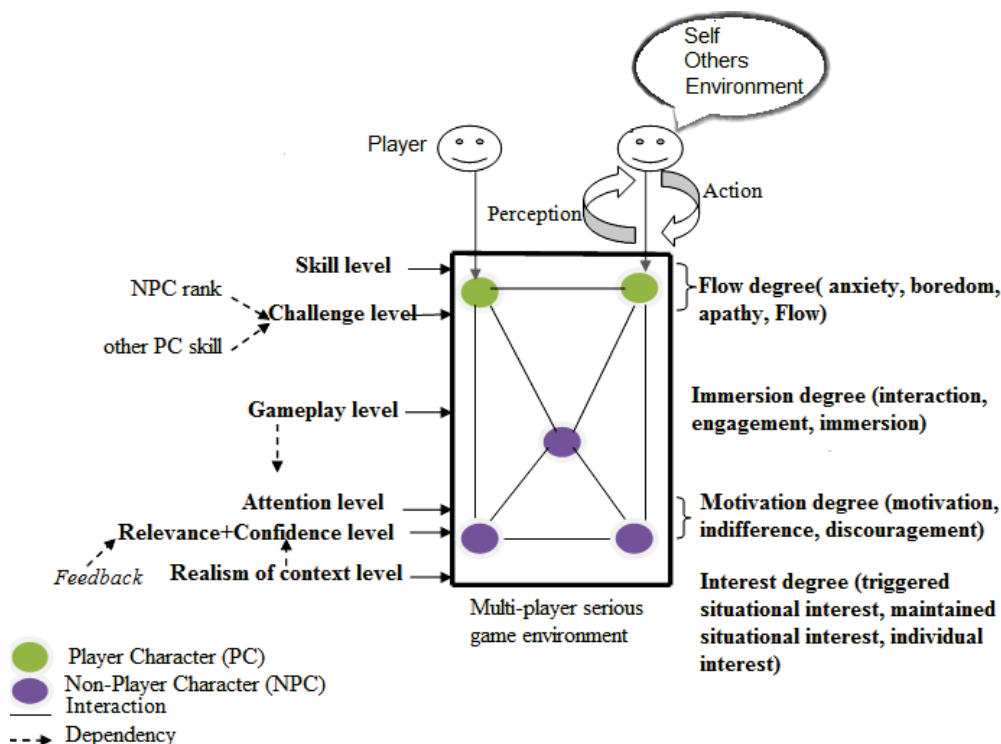 Self
Others
Environment
Player
Perception
Action
Skill level
NPC rank
Challenge level
other PC skill
Gameplay level
Attention level
Relevance+Confidence level
Feedback
Realism of context level
Flow degree( anxiety, boredom,
apathy, Flow)
Immersion degree (interaction,
engagement, immersion)
Motivation degree (motivation,
indifference, discouragement)
Interest degree (triggered
situational interest, maintained
situational interest, individual
interest)
Multi-player serious
game environment
Player Character (PC)
Non-Player Character (NPC)
Interaction
Dependency